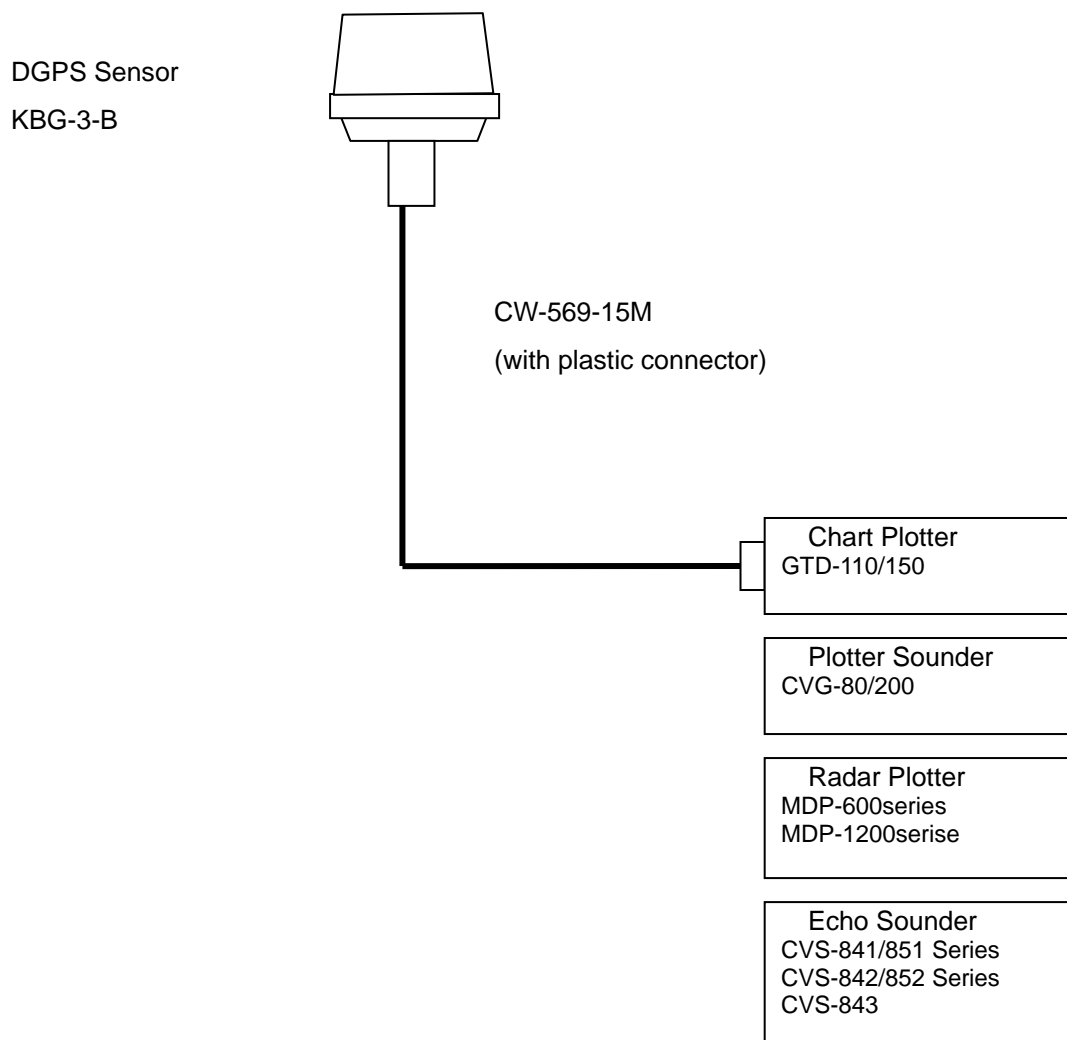 DGPS Sensor
KBG-3-B
CW-569-15M
(with plastic connector)
Chart Plotter
GTD-110/150
Plotter Sounder
CVG-80/200
Radar Plotter
MDP-600series
MDP-1200serise
Echo Sounder
CVS-841/851 Series
CVS-842/852 Series
CVS-843